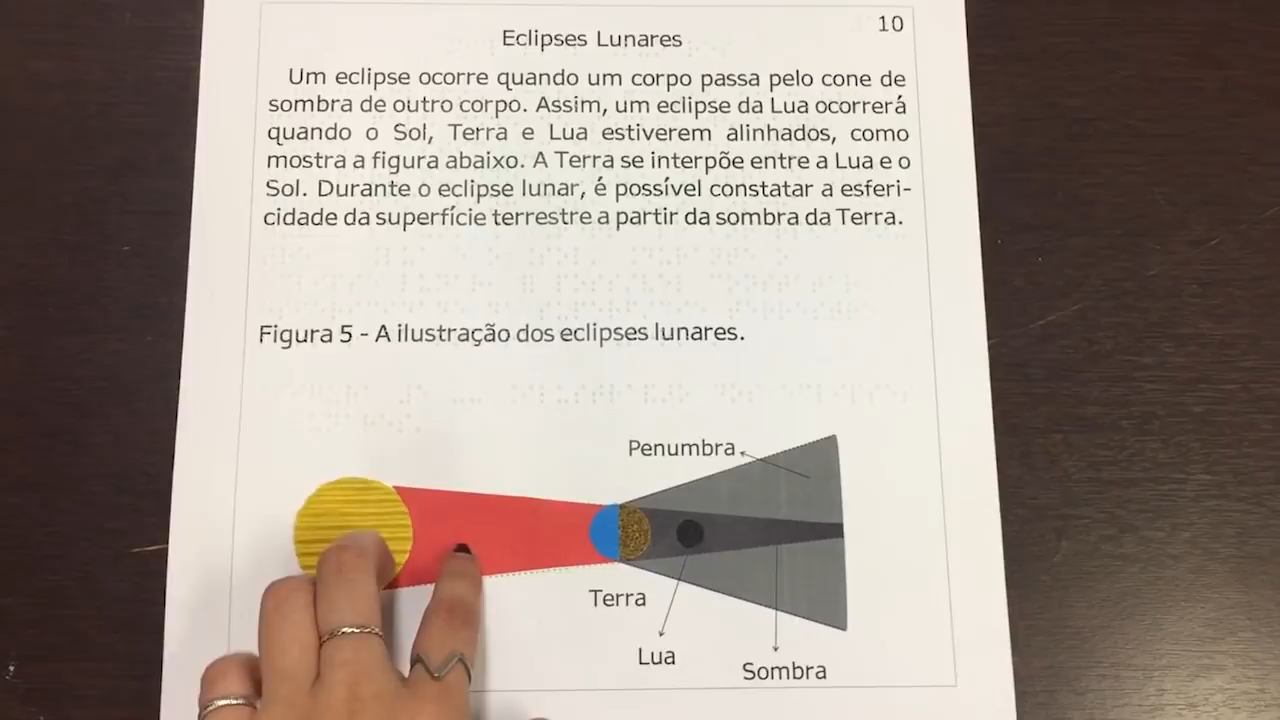 10
Eclipses Lunares
Um eclipse ocorre quando um corpo passa pelo cone de
sombra de outro corpo. Assim, um eclipse da Lua ocorrerá
quando o Sol, Terra e Lua estiverem alinhados, como
mostra a figura abaixo. A Terra se interpõe entre a Lua e o
Sol. Durante o eclipse lunar, é possível constatar a esferi-
cidade da superfície terrestre a partir da sombra da Terra.
Figura 5 - A ilustração dos eclipses lunares.
Penumbra
Terra
Lua
Sombra